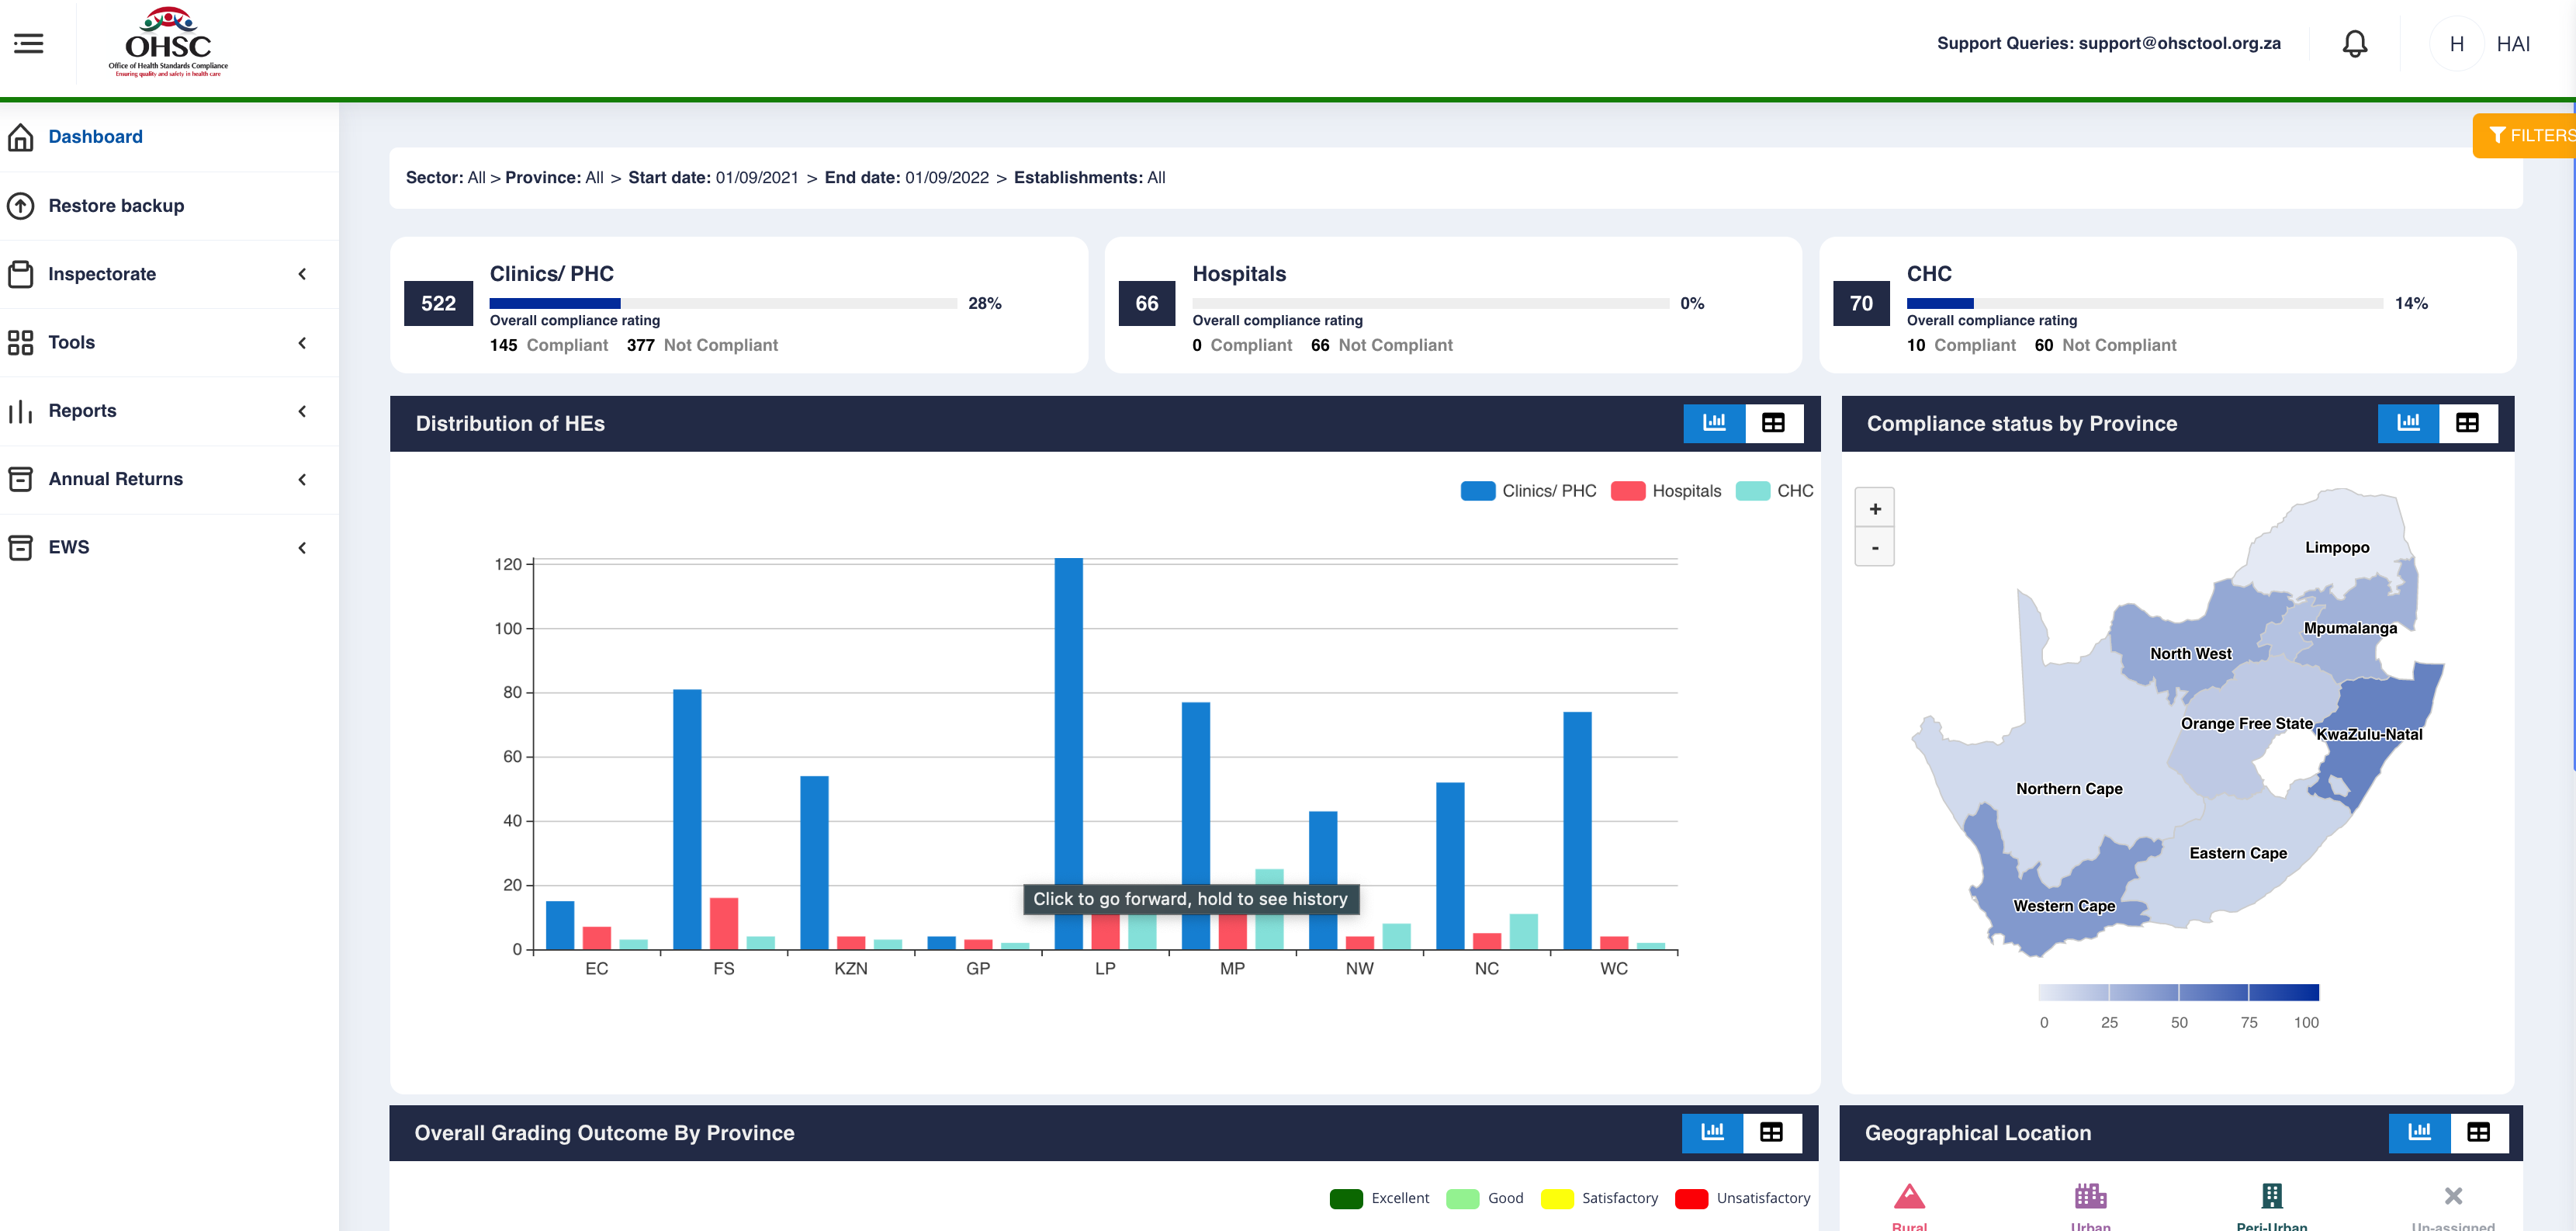 OHSC
Office of Health Standards Compliance
Ensuring quality and safety in health care
Support Queries: support@ohsctool.org.za
H HAI
Dashboard
Restore backup
Inspectorate
Tools
Reports
Annual Returns
EWS
FILTERS
Sector: All > Province: All > Start date: 01/09/2021 > End date: 01/09/2022 > Establishments: All
522
Clinics/ PHC
28%
Overall compliance rating
145 Compliant 377 Not Compliant
66
Hospitals
0%
Overall compliance rating
0 Compliant 66 Not Compliant
70
CHC
14%
Overall compliance rating
10 Compliant 60 Not Compliant
Distribution of HEs
Clinics/ PHC Hospitals CHC
120
100
80
60
40
20
0
Click to go forward, hold to see history
EC FS KZN GP LP MP NW NC WC
Compliance status by Province
+
-
Limpopo
Mpumalanga
North West
Orange Free State
KwaZulu-Natal
Northern Cape
Eastern Cape
Western Cape
0 25 50 75 100
Overall Grading Outcome By Province
Excellent Good Satisfactory Unsatisfactory
Geographical Location
Rural Urban Peri-Urban Un-assigned